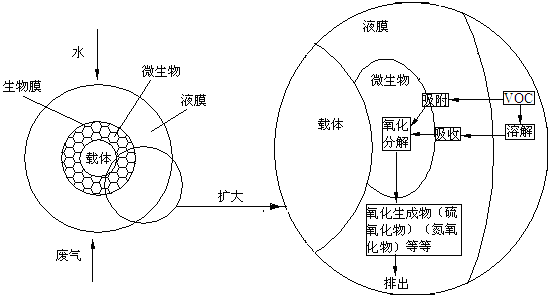 水
生物膜
微生物
液膜
载体
废气
扩大
液膜
微生物
载体
吸附
VOC
氧化
分解
吸收
溶解
氧化生成物（硫
氧化物）（氮氧
化物）等等
排出